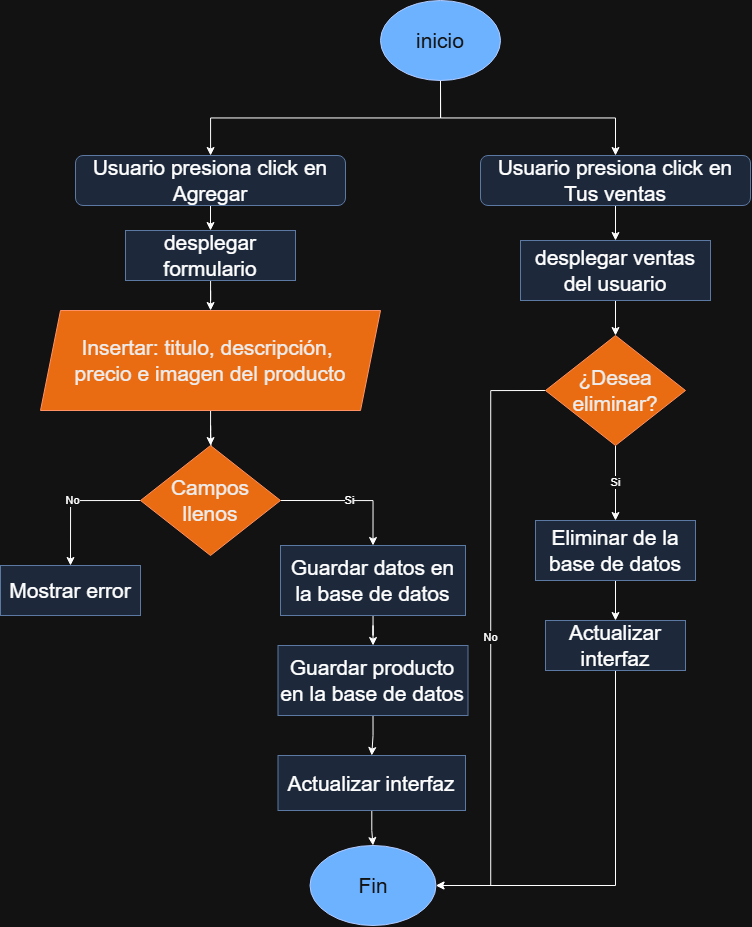 inicio
Usuario presiona click en
Agregar
Usuario presiona click en
Tus ventas
desplegar
formulario
desplegar ventas
del usuario
Insertar: titulo, descripción,
precio e imagen del producto
¿Desea
eliminar?
Campos
llenos
No
Si
Si
Mostrar error
Guardar datos en
la base de datos
Eliminar de la
base de datos
No
Guardar producto
en la base de datos
Actualizar
interfaz
Actualizar interfaz
Fin